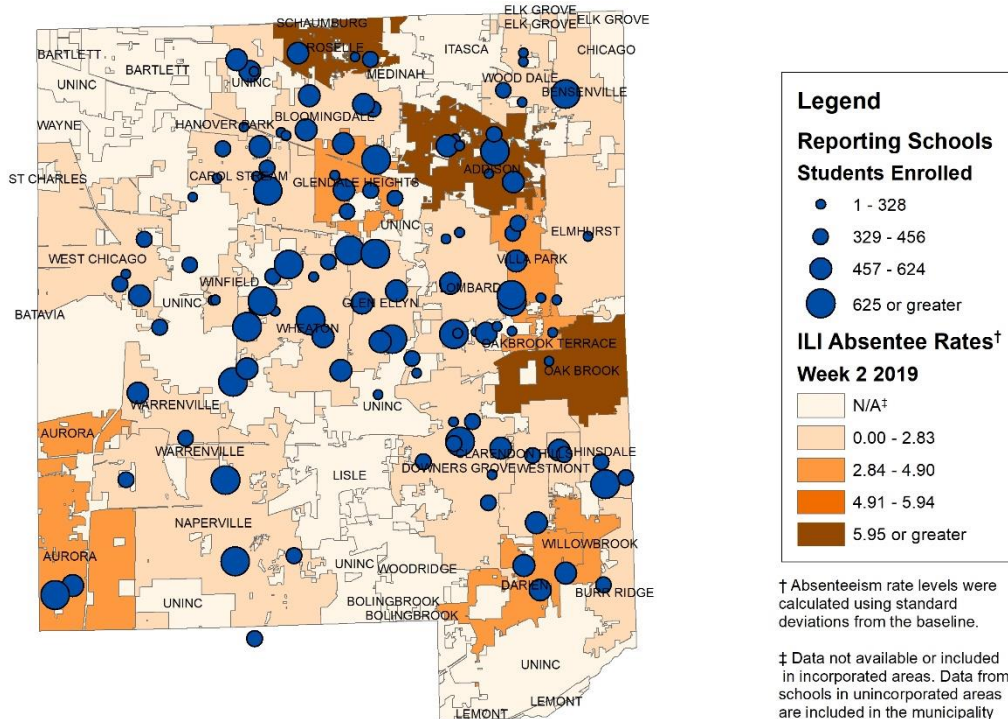 ELK GROVE
ELK GROVE
ELK GROVE
SCHAUMBURG
ROSELLE
ITASCA
CHICAGO
BARTLETT
BARTLETT
UNINC
UNINC
MEDINAH
WOOD DALE
BENSENVILLE
WAYNE
HANOVER PARK
BLOOMINGDALE
ST CHARLES
CAROL STREAM
GLENDALE HEIGHTS
ADDISON
UNINC
ELMHURST
WEST CHICAGO
VILLA PARK
WINFIELD
UNINC
LOMBARD
BATAVIA
GLEN ELLYN
WHEATON
OAKBROOK TERRACE
OAK BROOK
WARRENVILLE
UNINC
AURORA
WARRENVILLE
CLARENDON HILLS
HINSDALE
DOWNERS GROVE
WESTMONT
LISLE
NAPERVILLE
WILLOWBROOK
AURORA
UNINC
WOODRIDGE
DARIEN
BURR RIDGE
UNINC
BOLINGBROOK
BOLINGBROOK
UNINC
LEMONT
LEMONT
Legend
Reporting Schools
Students Enrolled
1 - 328
329 - 456
457 - 624
625 or greater
ILI Absentee Rates†
Week 2 2019
N/A‡
0.00 - 2.83
2.84 - 4.90
4.91 - 5.94
5.95 or greater
† Absenteeism rate levels were
calculated using standard
deviations from the baseline.
‡ Data not available or included
in incorporated areas. Data from
schools in unincorporated areas
are included in the municipality